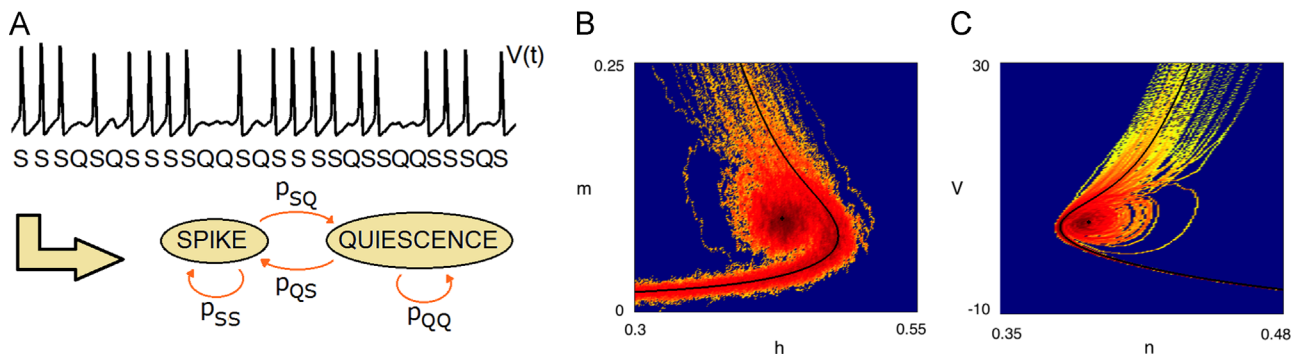 A
V(t)
S S SQSQS S S SQQSQS S S SQSSQQSSSQS
pSQ
SPIKE
QUIESCENCE
pQS
pSS
pQQ
B
0.25
m
0
0.3
0.55
h
C
30
V
-10
0.35
0.48
n